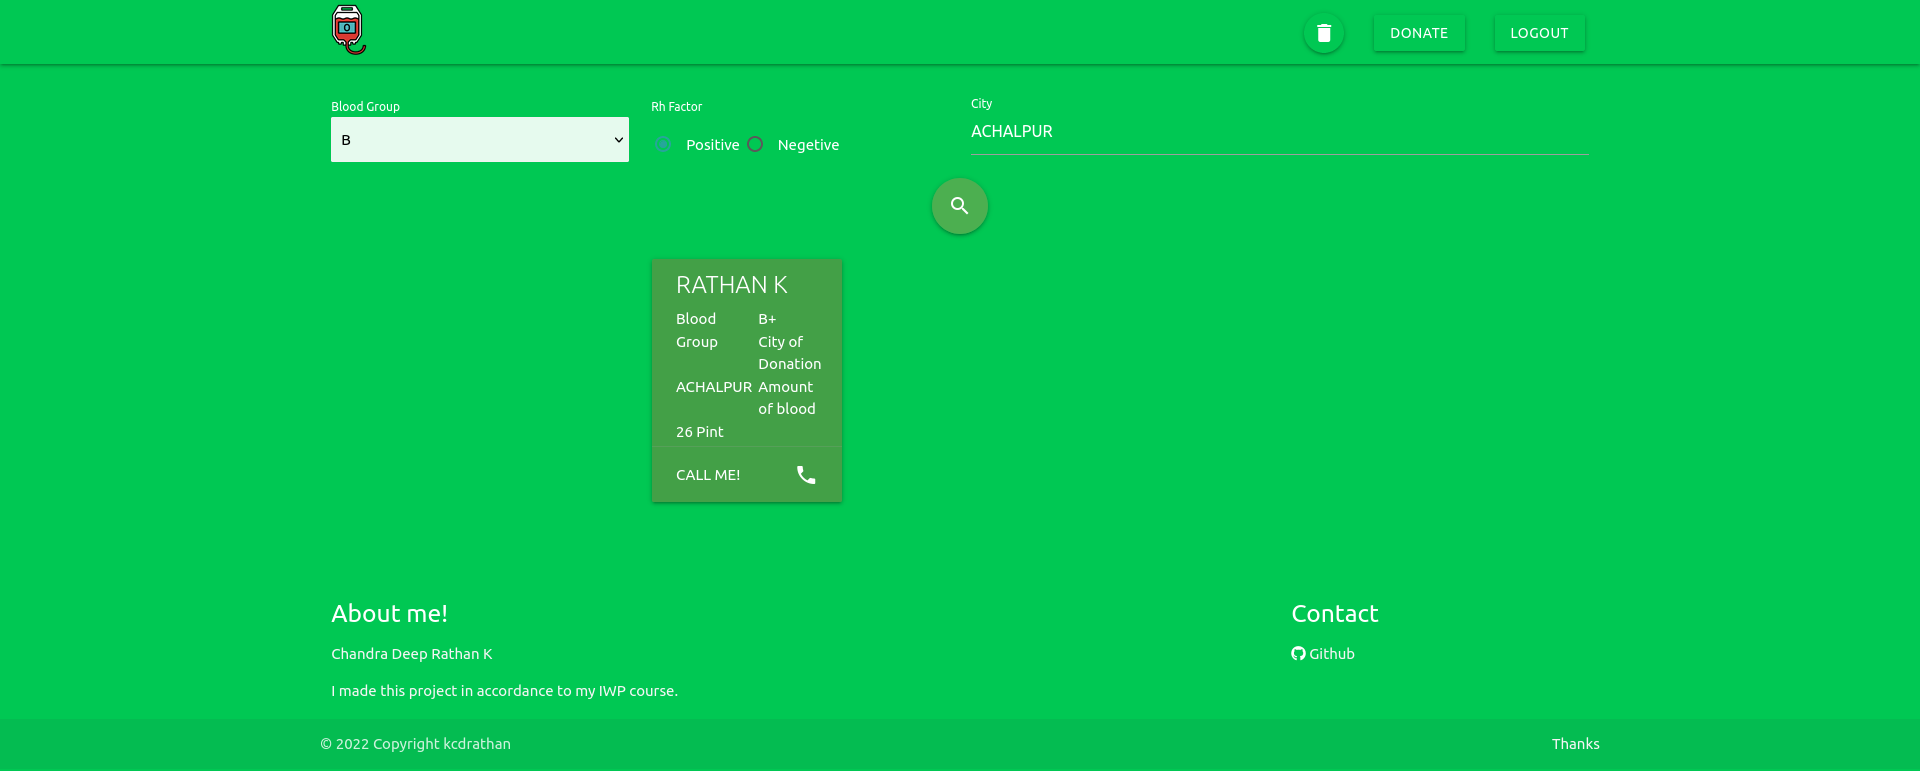 DONATE
LOGOUT
Blood Group
B
Rh Factor
Positive
Negetive
City
ACHALPUR
RATHAN K
Blood Group
B+
City of Donation
ACHALPUR
Amount of blood
26 Pint
CALL ME!
About me!
Chandra Deep Rathan K
I made this project in accordance to my IWP course.
Contact
Github
© 2022 Copyright kcdrathan
Thanks